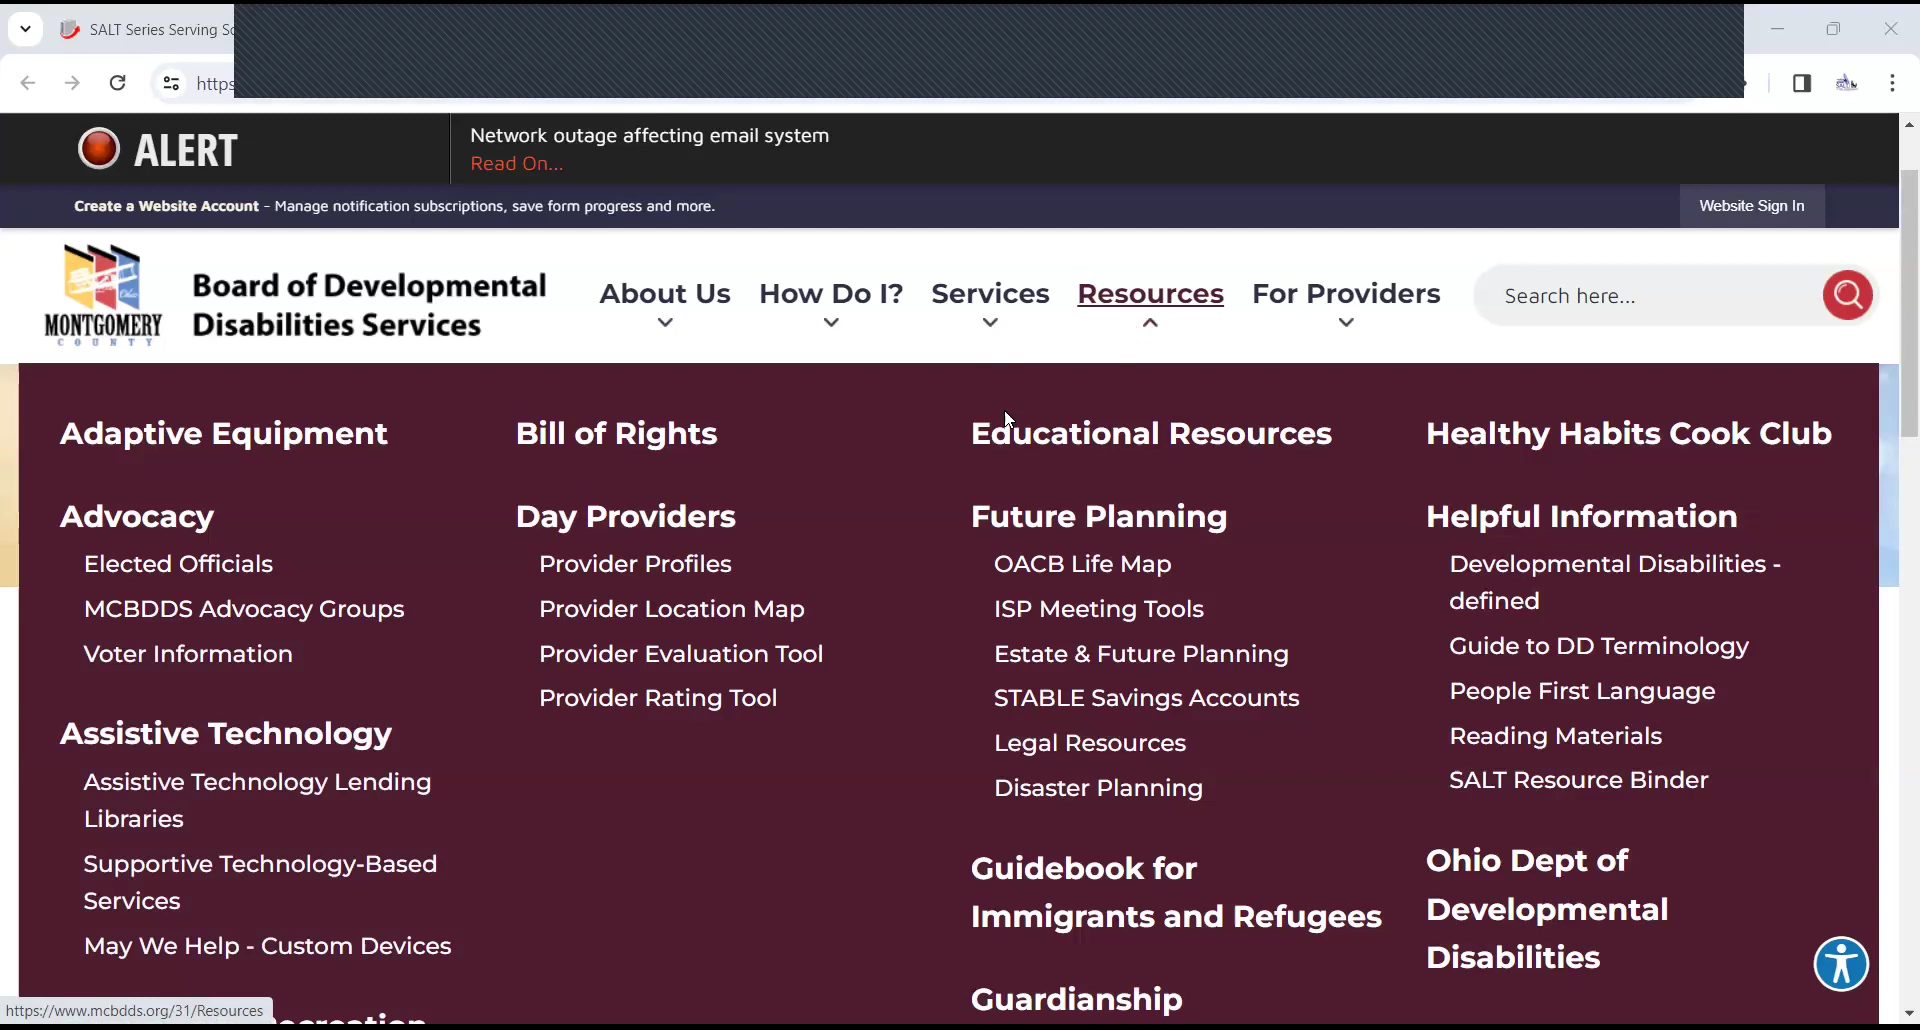 SALT Series Serving
https
ALERT
Network outage affecting email system
Read On...
Create a Website Account - Manage notification subscriptions, save form progress and more.
Website Sign In
MONTGOMERY
COUNTY
Ohio
Board of Developmental
Disabilities Services
About Us
How Do I?
Services
Resources
For Providers
Search here...
Adaptive Equipment
Advocacy
Elected Officials
MCBDDS Advocacy Groups
Voter Information
Assistive Technology
Assistive Technology Lending
Libraries
Supportive Technology-Based
Services
May We Help - Custom Devices
Bill of Rights
Day Providers
Provider Profiles
Provider Location Map
Provider Evaluation Tool
Provider Rating Tool
Educational Resources
Future Planning
OACB Life Map
ISP Meeting Tools
Estate & Future Planning
STABLE Savings Accounts
Legal Resources
Disaster Planning
Guidebook for
Immigrants and Refugees
Guardianship
Healthy Habits Cook Club
Helpful Information
Developmental Disabilities -
defined
Guide to DD Terminology
People First Language
Reading Materials
SALT Resource Binder
Ohio Dept of
Developmental
Disabilities
https://www.mcbdds.org/31/Resources